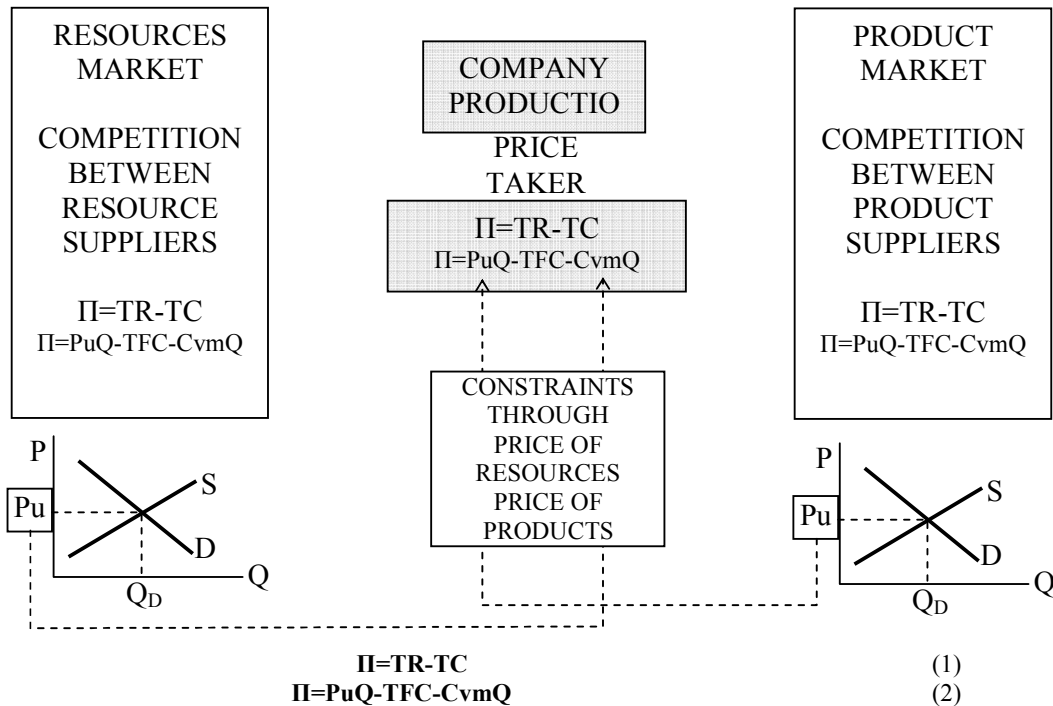 RESOURCES
MARKET
COMPETITION
BETWEEN
RESOURCE
SUPPLIERS
Π=TR-TC
Π=PuQ-TFC-CvmQ
COMPANY
PRODUCTIO
PRICE
TAKER
Π=TR-TC
Π=PuQ-TFC-CvmQ
CONSTRAINTS
THROUGH
PRICE OF
RESOURCES
PRICE OF
PRODUCTS
PRODUCT
MARKET
COMPETITION
BETWEEN
PRODUCT
SUPPLIERS
Π=TR-TC
Π=PuQ-TFC-CvmQ
P
S
Pu
D
Q
QD
P
S
Pu
D
Q
QD
Π=TR-TC (1)
Π=PuQ-TFC-CvmQ (2)